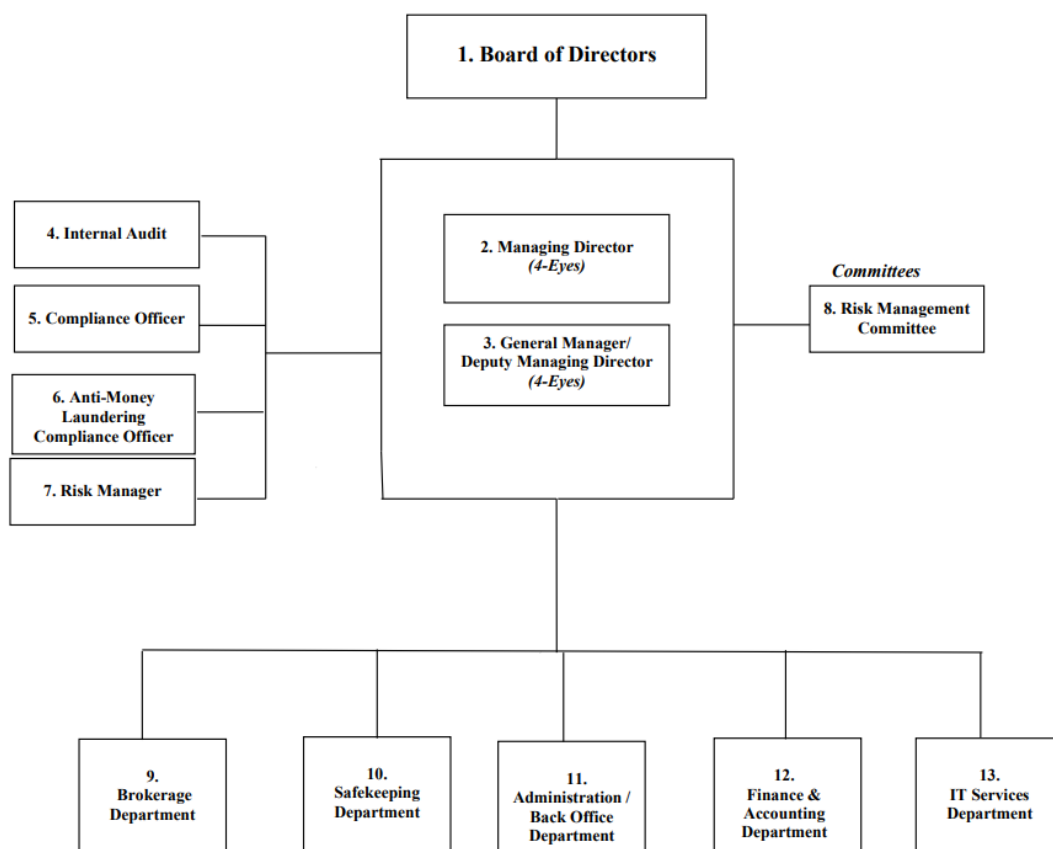 1. Board of Directors
2. Managing Director
(4-Eyes)
3. General Manager/
Deputy Managing Director
(4-Eyes)
4. Internal Audit
5. Compliance Officer
6. Anti-Money
Laundering
Compliance Officer
7. Risk Manager
Committees
8. Risk Management
Committee
9.
Brokerage
Department
10.
Safekeeping
Department
11.
Administration /
Back Office
Department
12.
Finance &
Accounting
Department
13.
IT Services
Department